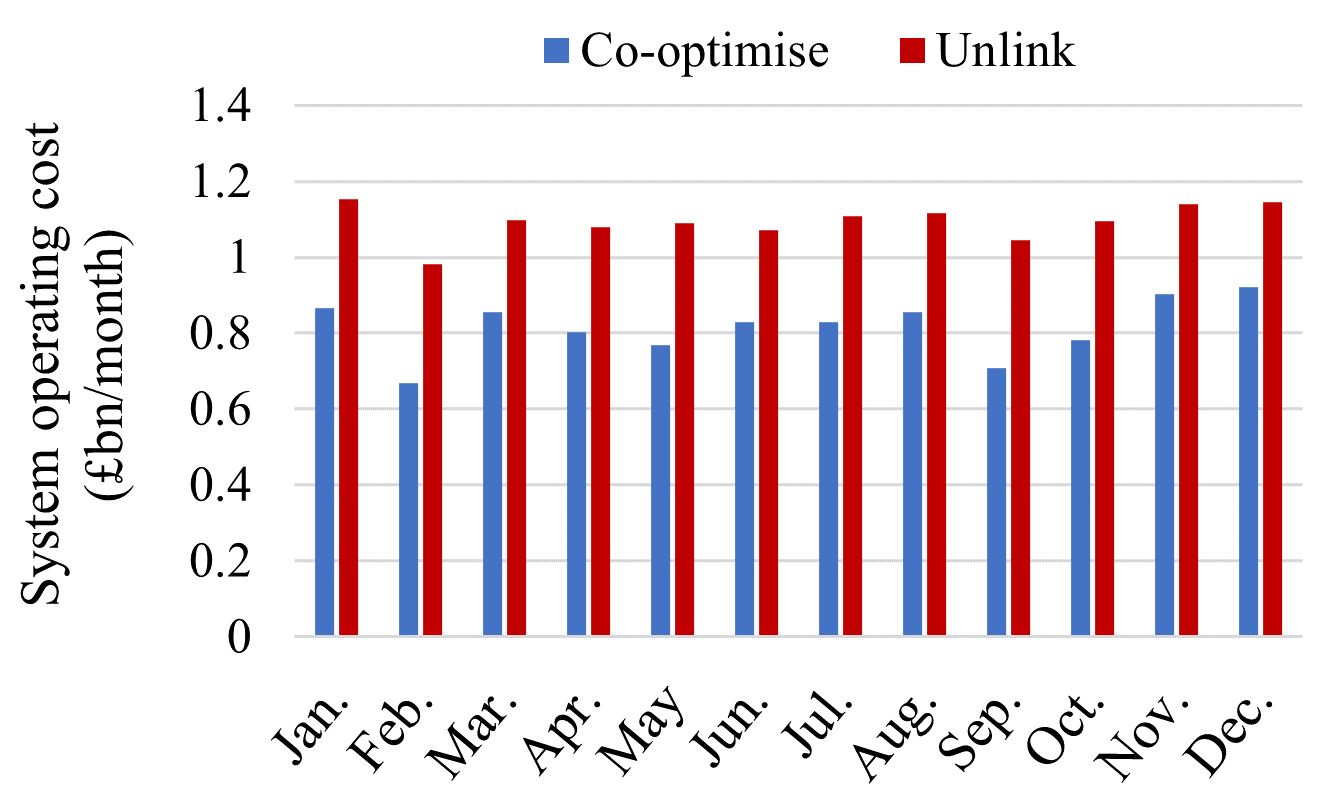 Co-optimise
Unlink
System operating cost
(£bn/month)
1.4
1.2
1
0.8
0.6
0.4
0.2
0
Jan.
Feb.
Mar.
Apr.
May
Jun.
Jul.
Aug.
Sep.
Oct.
Nov.
Dec.